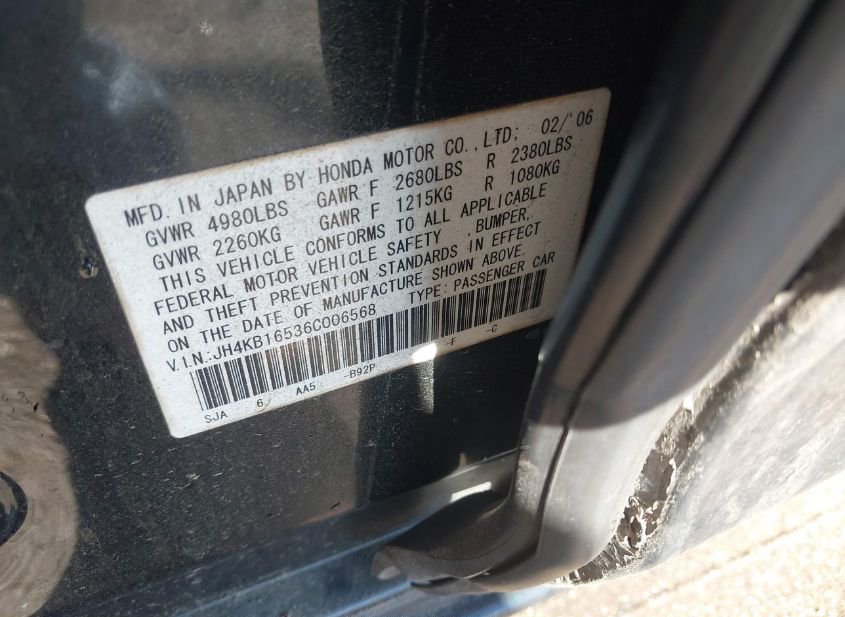 MFD. IN JAPAN BY HONDA MOTOR CO.,LTD: 02/'06
GVWR 4980LBS GAWR F 2680LBS R 2380LBS
GVWR 2260KG GAWR F 1215KG R 1080KG
THIS VEHICLE CONFORMS TO ALL APPLICABLE
FEDERAL MOTOR VEHICLE SAFETY ,BUMPER,
AND THEFT PREVENTION STANDARDS IN EFFECT
ON THE DATE OF MANUFACTURE SHOWN ABOVE.
V.I.N:JH4KB16536C006568 TYPE: PASSENGER CAR
SJA 6 AA5 -B92P -F -C